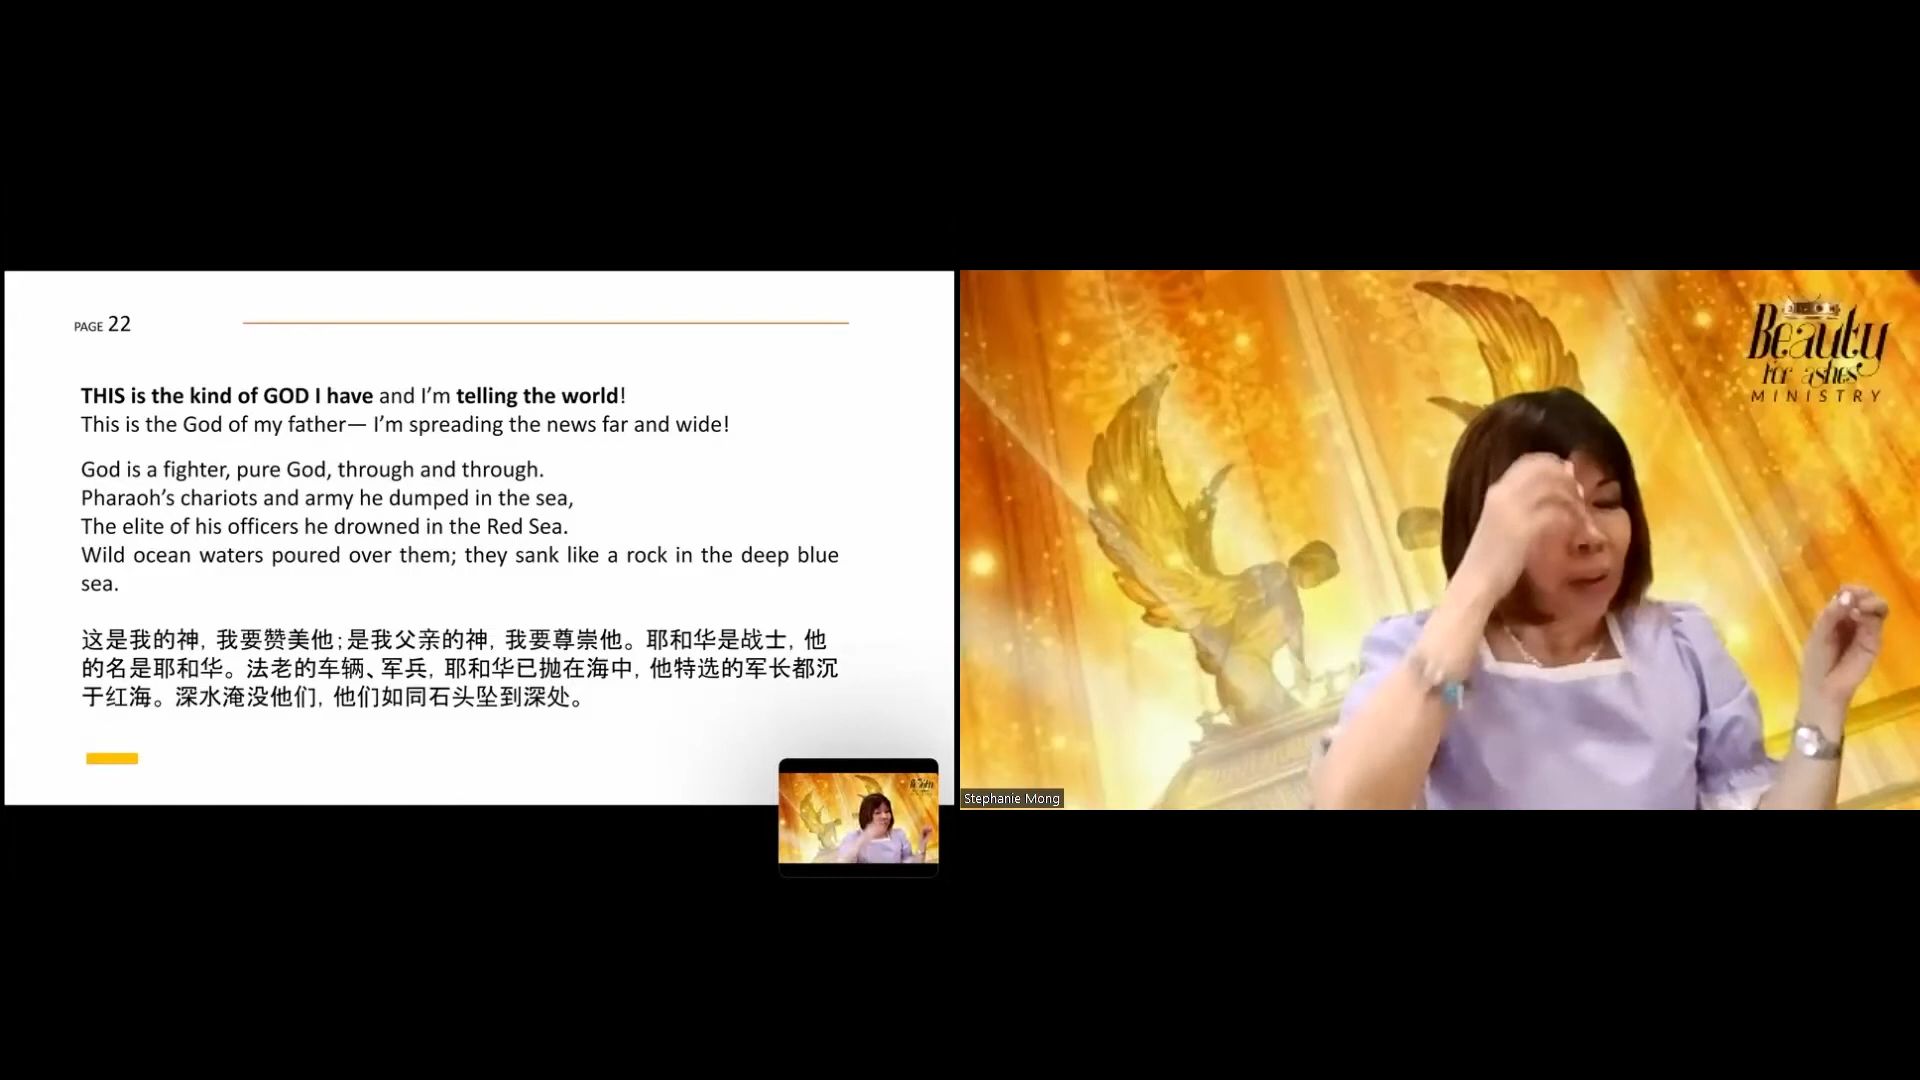 PAGE 22
THIS is the kind of GOD I have and I’m telling the world!
This is the God of my father— I’m spreading the news far and wide!
God is a fighter, pure God, through and through.
Pharaoh’s chariots and army he dumped in the sea,
The elite of his officers he drowned in the Red Sea.
Wild ocean waters poured over them; they sank like a rock in the deep blue
sea.
这是我的神, 我要赞美他;是我父亲的神, 我要尊崇他。耶和华是战士, 他
的名是耶和华。法老的车辆、军兵, 耶和华已抛在海中, 他特选的军长都沉
于红海。深水淹没他们, 他们如同石头坠到深处。
Beauty
For ashes
MINISTRY
Stephanie Mong